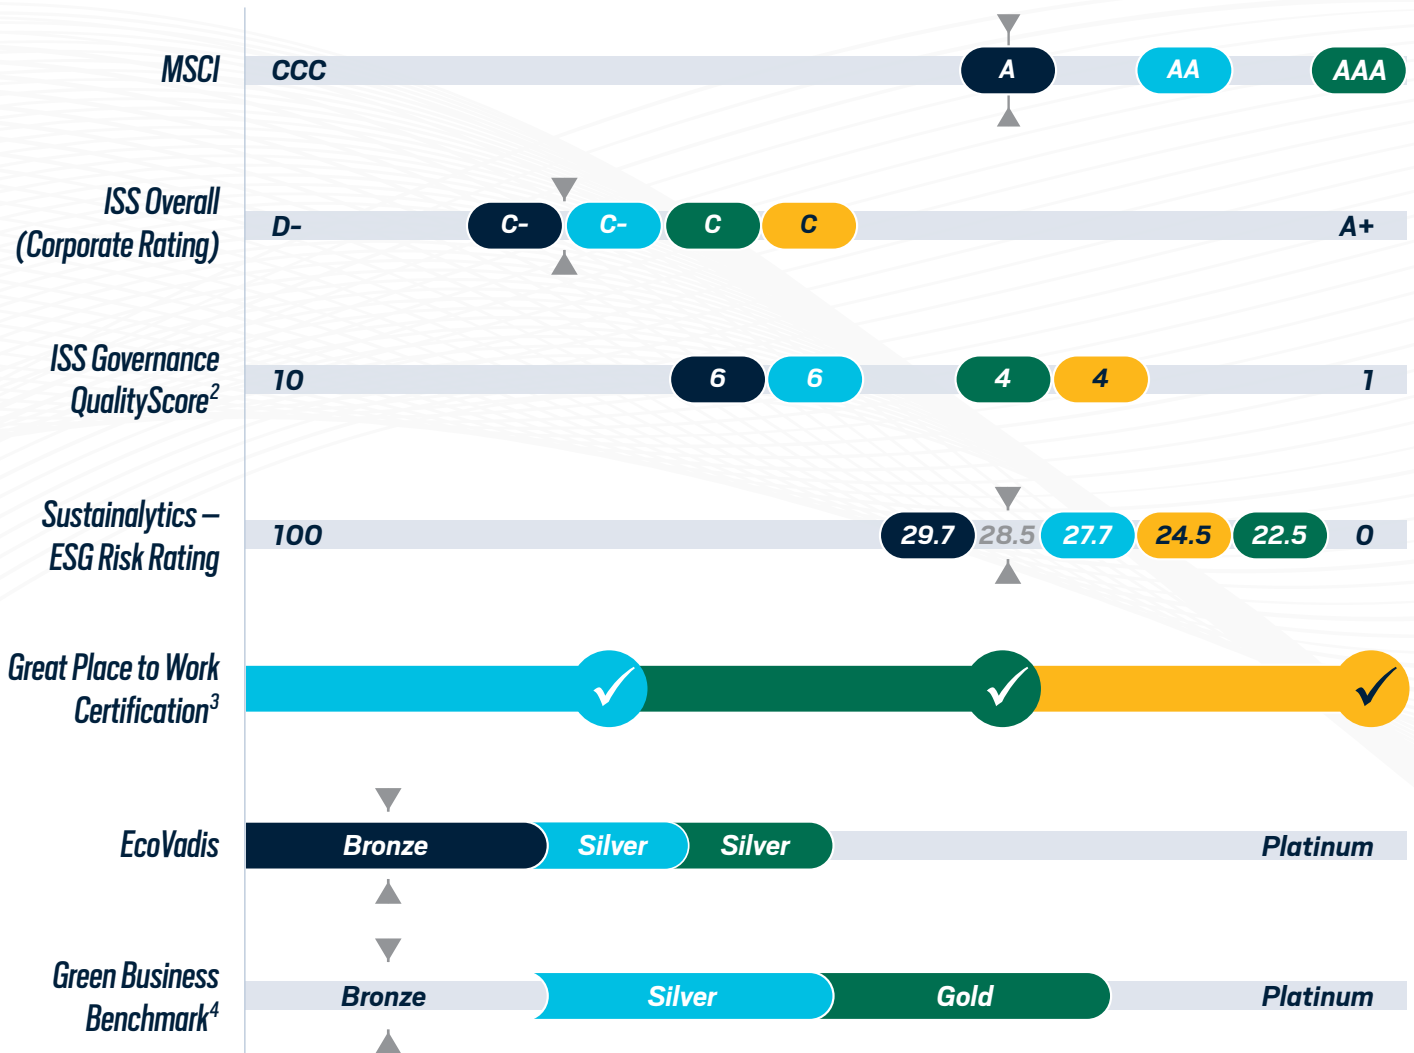 MSCI
CCC
A
AA
AAA
ISS Overall
(Corporate Rating)
D-
C-
C-
C
C
A+
ISS Governance
QualityScore2
10
6
6
4
4
1
Sustainalytics –
ESG Risk Rating
100
29.7
28.5
27.7
24.5
22.5
0
Great Place to Work
Certification3
EcoVadis
Bronze
Silver
Silver
Platinum
Green Business
Benchmark4
Bronze
Silver
Gold
Platinum